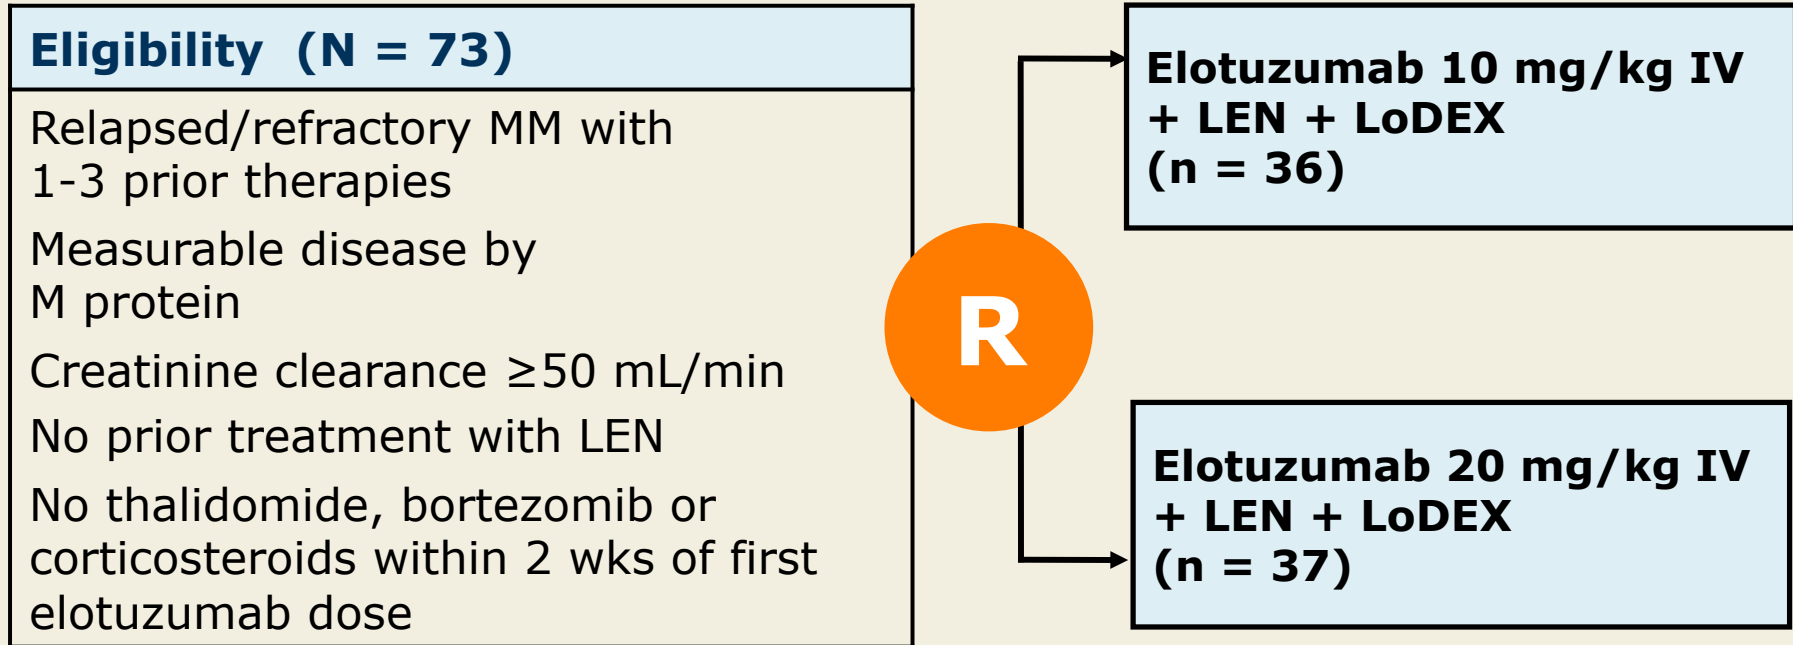 Eligibility (N = 73)
Relapsed/refractory MM with
1-3 prior therapies
Measurable disease by
M protein
Creatinine clearance ≥50 mL/min
No prior treatment with LEN
No thalidomide, bortezomib or
corticosteroids within 2 wks of first
elotuzumab dose
R
Elotuzumab 10 mg/kg IV
+ LEN + LoDEX
(n = 36)
Elotuzumab 20 mg/kg IV
+ LEN + LoDEX
(n = 37)